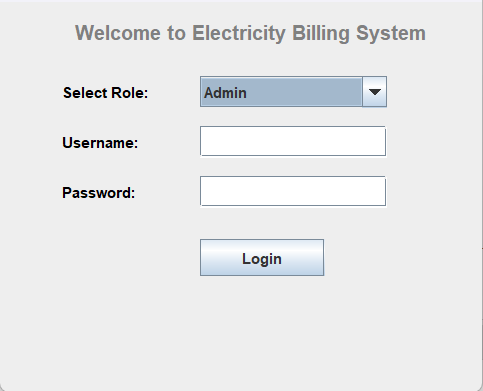 Welcome to Electricity Billing System
Select Role: Admin
Username:
Password:
Login